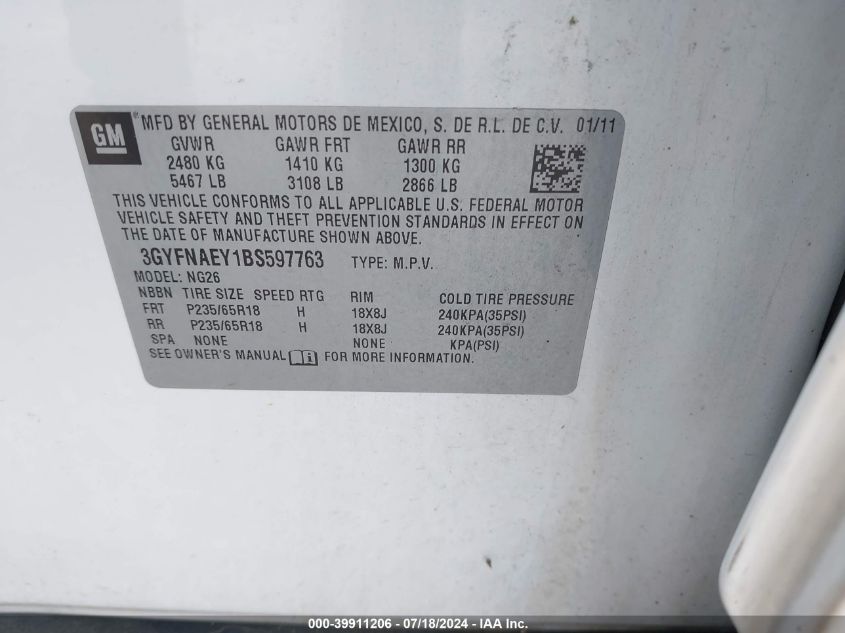 GM
® MFD BY GENERAL MOTORS DE MEXICO, S. DE R.L. DE C.V. 01/11
GVWR GAWR FRT GAWR RR
2480 KG 1410 KG 1300 KG
5467 LB 3108 LB 2866 LB
THIS VEHICLE CONFORMS TO ALL APPLICABLE U.S. FEDERAL MOTOR
VEHICLE SAFETY AND THEFT PREVENTION STANDARDS IN EFFECT ON
THE DATE OF MANUFACTURE SHOWN ABOVE.
3GYFNAEY1BS597763 TYPE: M.P.V.
MODEL: NG26
NBBN TIRE SIZE SPEED RTG RIM COLD TIRE PRESSURE
FRT P235/65R18 H 18X8J 240KPA(35PSI)
RR P235/65R18 H 18X8J 240KPA(35PSI)
SPA NONE NONE KPA(PSI)
SEE OWNER'S MANUAL FOR MORE INFORMATION.
000-39911206 - 07/18/2024 - IAA Inc.